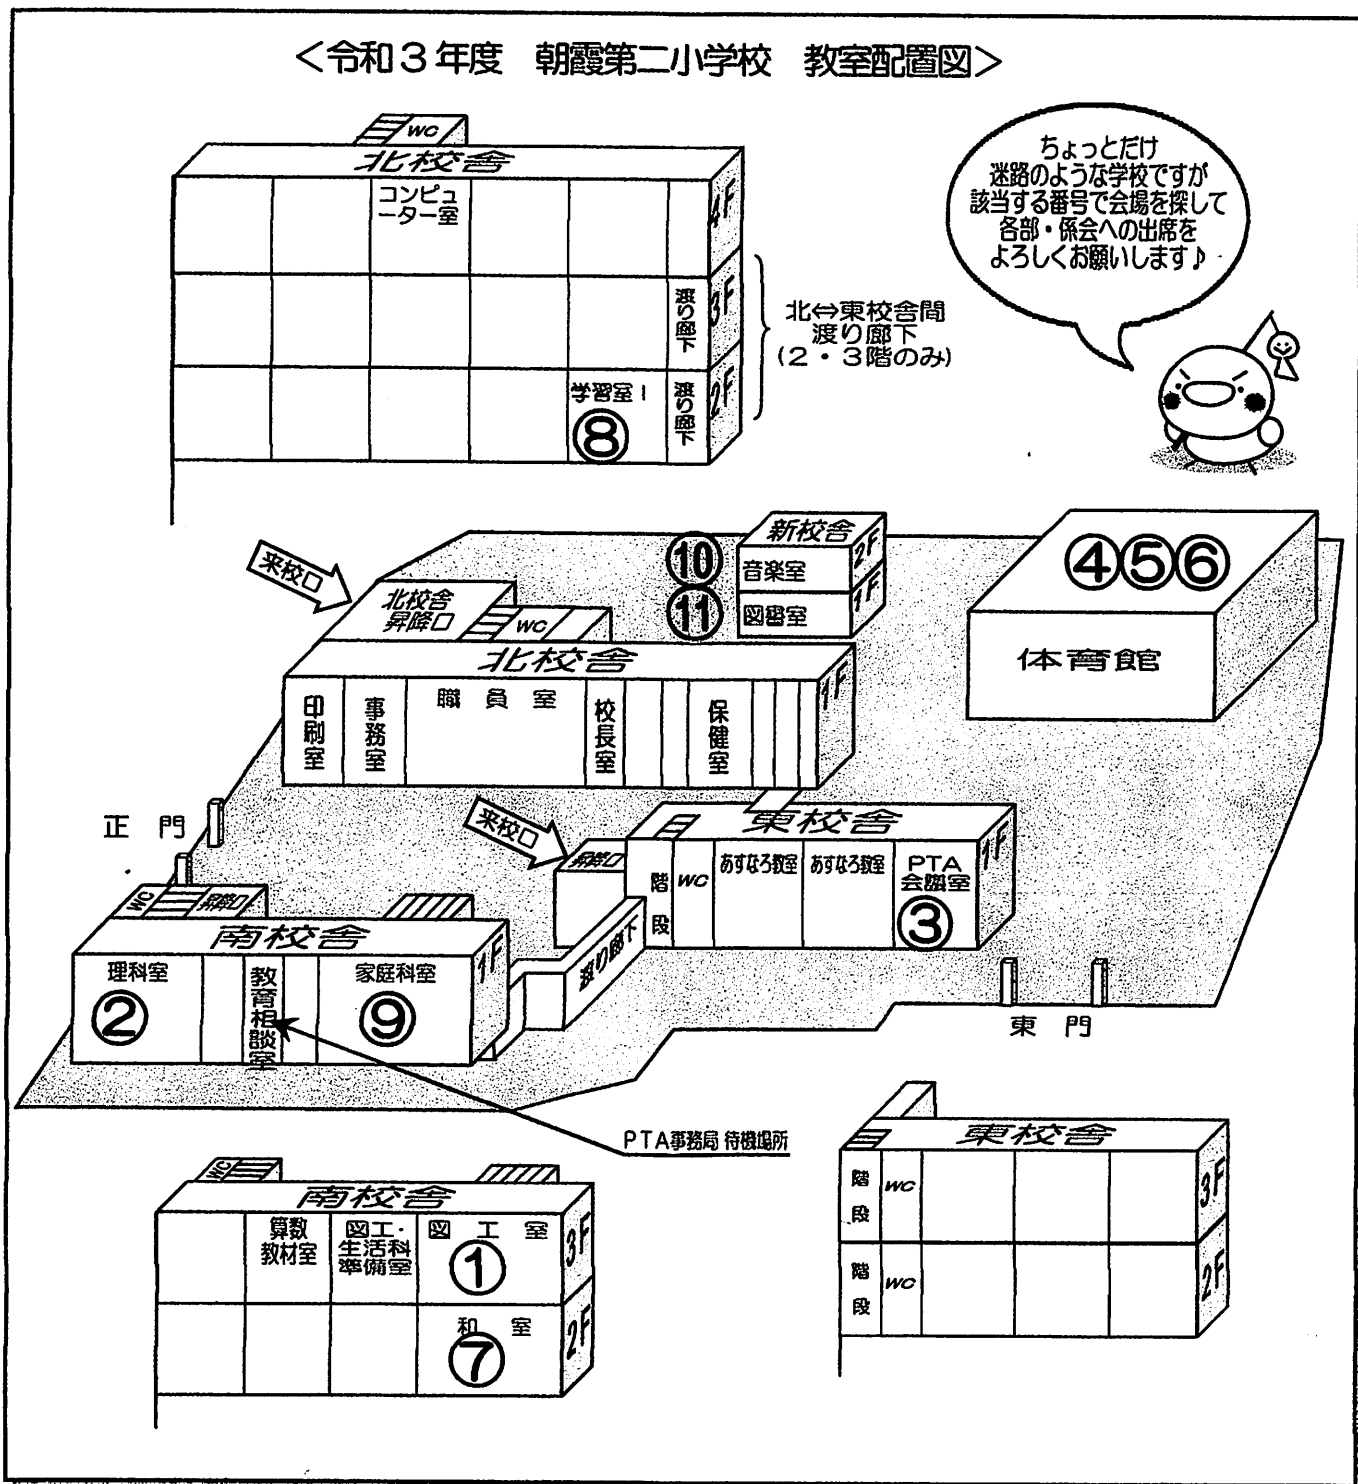 <令和3年度 朝霞第二小学校 教室配置図>
ちょっとだけ
迷路のような学校ですが
該当する番号で会場を探して
各部・係会への出席を
よろしくお願いします♪
WC
北校舎
コンピュ
ーター室
4F
渡り廊下
3F
学習室1
⑧
渡り廊下
2F
北⇔東校舎間
渡り廊下
(2・3階のみ)
来校口
北校舎
昇降口
WC
新校舎
⑩
音楽室
2F
⑪
図書室
1F
④⑤⑥
体育館
北校舎
印刷室
事務室
職員室
校長室
保健室
1F
正門
来校口
昇降口
東校舎
階段
WC
あすなろ教室
あすなろ教室
PTA
会議室
③
1F
渡り廊下
WC
昇降口
南校舎
理科室
②
教育相談室
家庭科室
⑨
1F
東門
PTA事務局 待機場所
WC
南校舎
算数
教材室
図工・
生活科
準備室
図工室
①
3F
和室
⑦
2F
東校舎
階段
WC
3F
階段
WC
2F